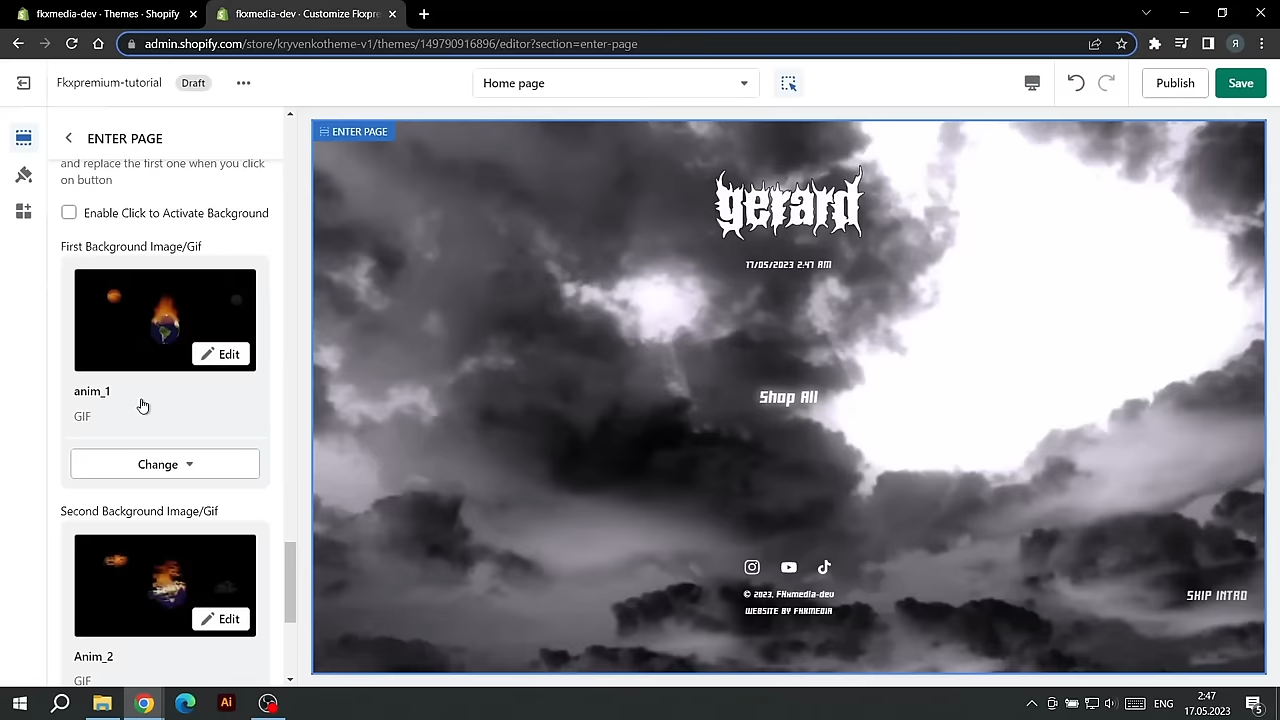 flxmedia-dev · Themes · Shopify
flxmedia-dev · Customize Flxpre
admin.shopify.com/store/kryvenkotheme-v1/themes/149790916896/editor?section=enter-page
Я
Fkxpremium-tutorial
Draft
Home page
Publish
Save
ENTER PAGE
and replace the first one when you click
on button
Enable Click to Activate Background
First Background Image/Gif
Edit
anim_1
GIF
Change
Second Background Image/Gif
Edit
Anim_2
GIF
ENTER PAGE
gerard
17/05/2023 2:47 AM
Shop All
© 2023, Flxmedia-dev
WEBSITE BY FLXMEDIA
SKIP INTRO
Ai
ENG
2:47
17.05.2023
5